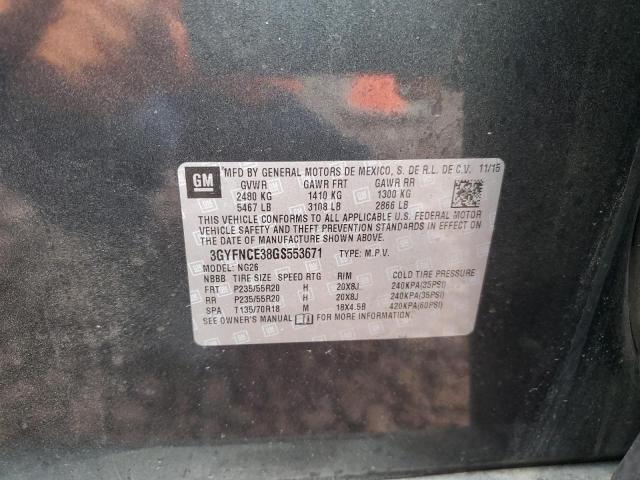 GM
MFD BY GENERAL MOTORS DE MEXICO, S. DE R.L. DE C.V. 11/15
GVWR GAWR FRT GAWR RR
2480 KG 1410 KG 1300 KG
5467 LB 3108 LB 2866 LB
THIS VEHICLE CONFORMS TO ALL APPLICABLE U.S. FEDERAL MOTOR
VEHICLE SAFETY AND THEFT PREVENTION STANDARDS IN EFFECT ON
THE DATE OF MANUFACTURE SHOWN ABOVE.
3GYFNCE38GS553671 TYPE: M.P.V.
MODEL: NG26
NBBB TIRE SIZE SPEED RTG RIM COLD TIRE PRESSURE
FRT P235/55R20 H 20X8J 240KPA(35PSI)
RR P235/55R20 H 20X8J 240KPA(35PSI)
SPA T135/70R18 M 18X4.5B 420KPA(60PSI)
SEE OWNER'S MANUAL FOR MORE INFORMATION.